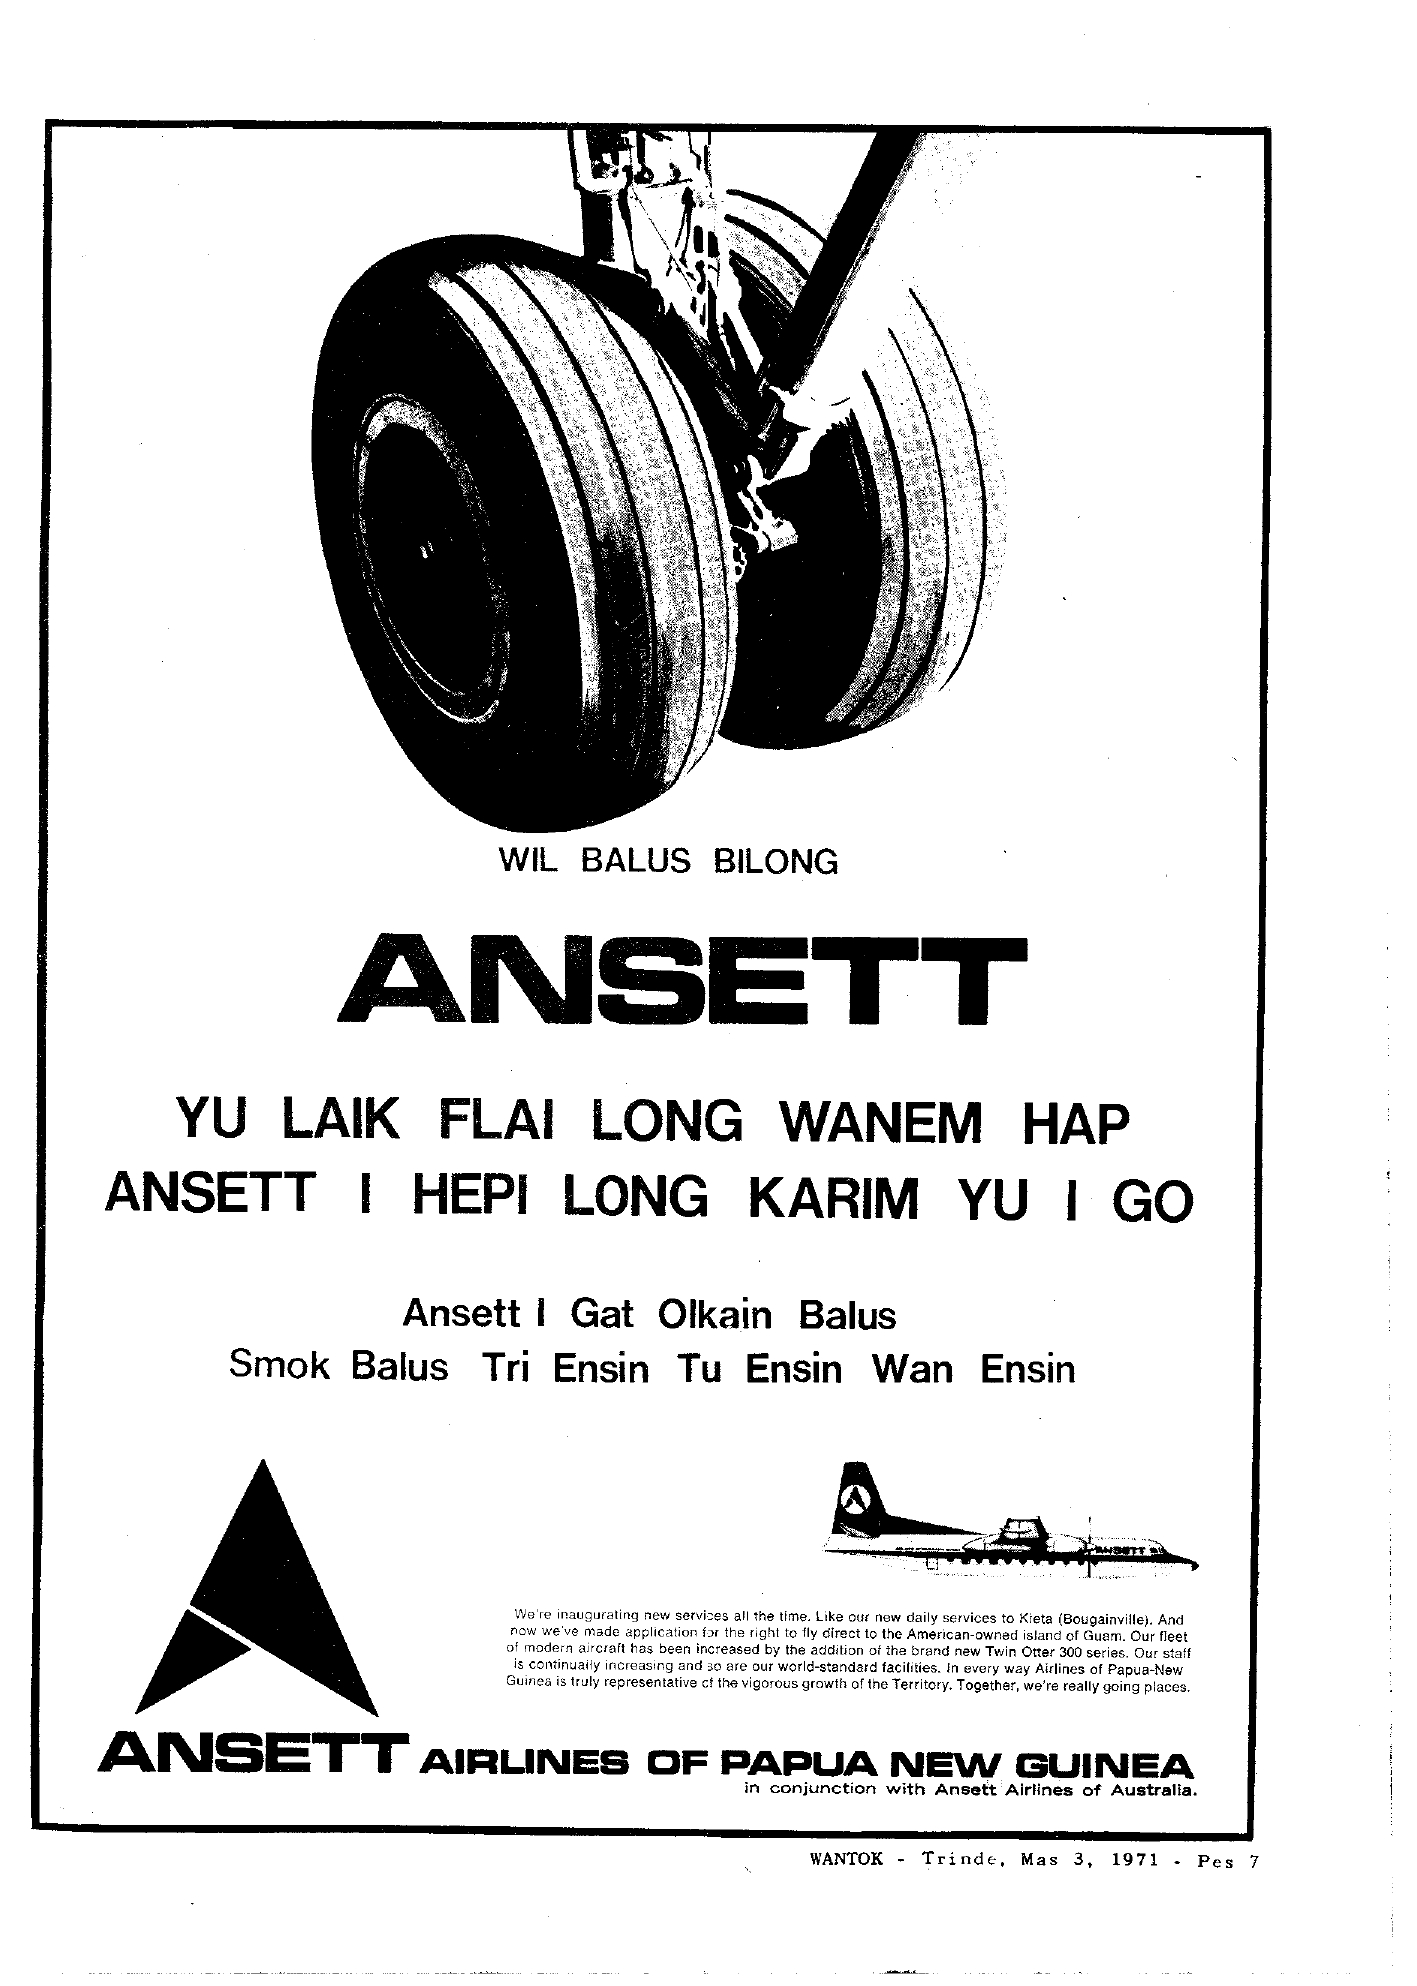 WIL BALUS BILONG
ANSETT
YU LAIK FLAI LONG WANEM HAP
ANSETT I HEPI LONG KARIM YU I GO
Ansett I Gat Olkain Balus
Smok Balus Tri Ensin Tu Ensin Wan Ensin
ANSETT
We're inaugurating new services all the time. Like our new daily services to Kieta (Bougainville). And
now we've made application for the right to fly direct to the American-owned island of Guam. Our fleet
of modern aircraft has been increased by the addition of the brand new Twin Otter 300 series. Our staff
is continually increasing and so are our world-standard facilities. In every way Airlines of Papua-New
Guinea is truly representative of the vigorous growth of the Territory. Together, we're really going places.
ANSETT AIRLINES OF PAPUA NEW GUINEA
in conjunction with Ansett Airlines of Australia.
WANTOK - Trinde, Mas 3, 1971 - Pes 7